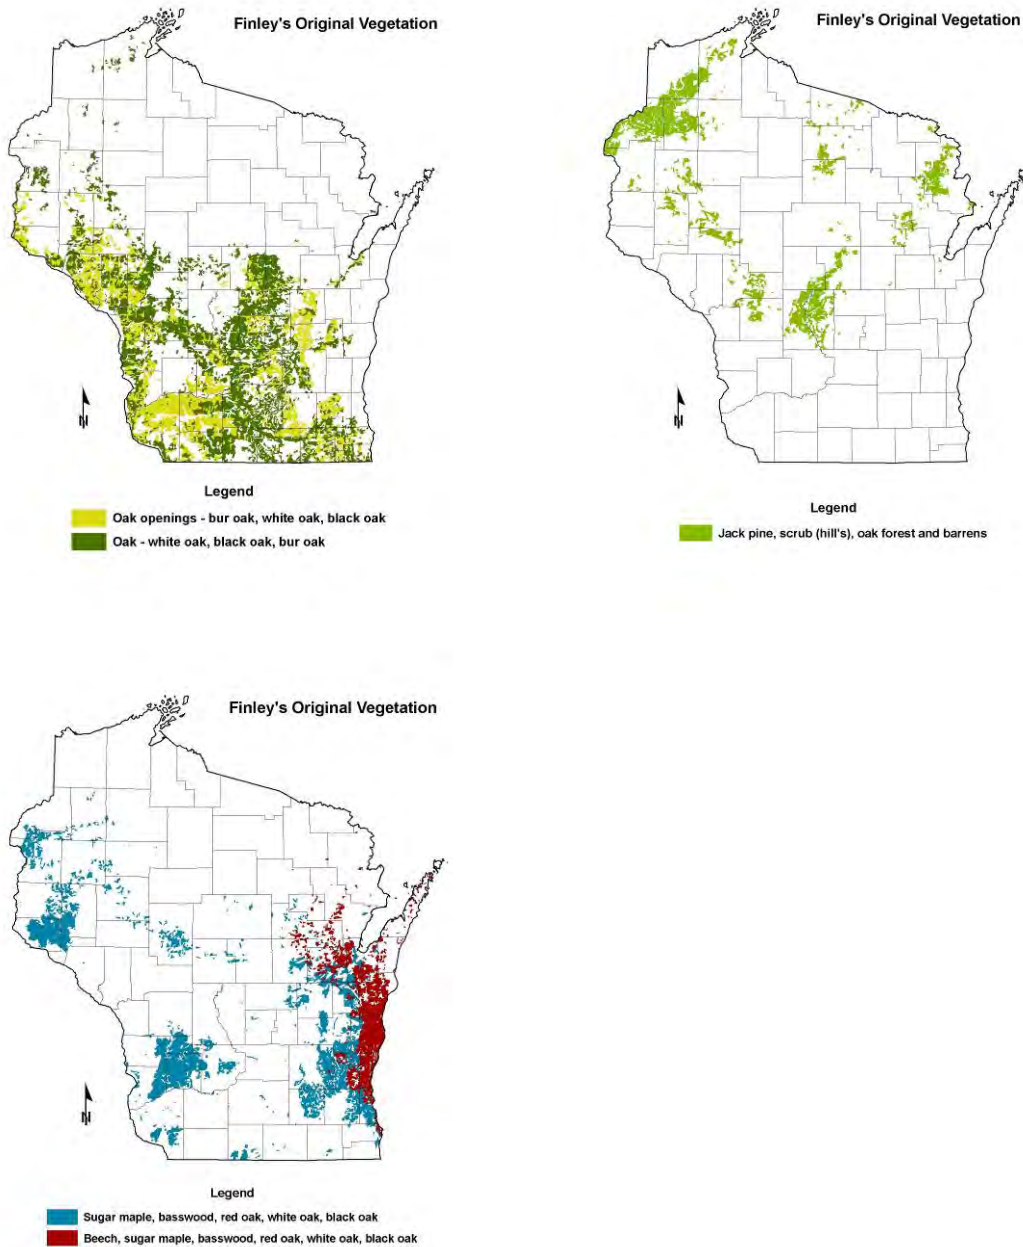 Finley's Original Vegetation
N
Legend
Oak openings - bur oak, white oak, black oak
Oak - white oak, black oak, bur oak
Finley's Original Vegetation
N
Legend
Jack pine, scrub (hill's), oak forest and barrens
Finley's Original Vegetation
N
Legend
Sugar maple, basswood, red oak, white oak, black oak
Beech, sugar maple, basswood, red oak, white oak, black oak